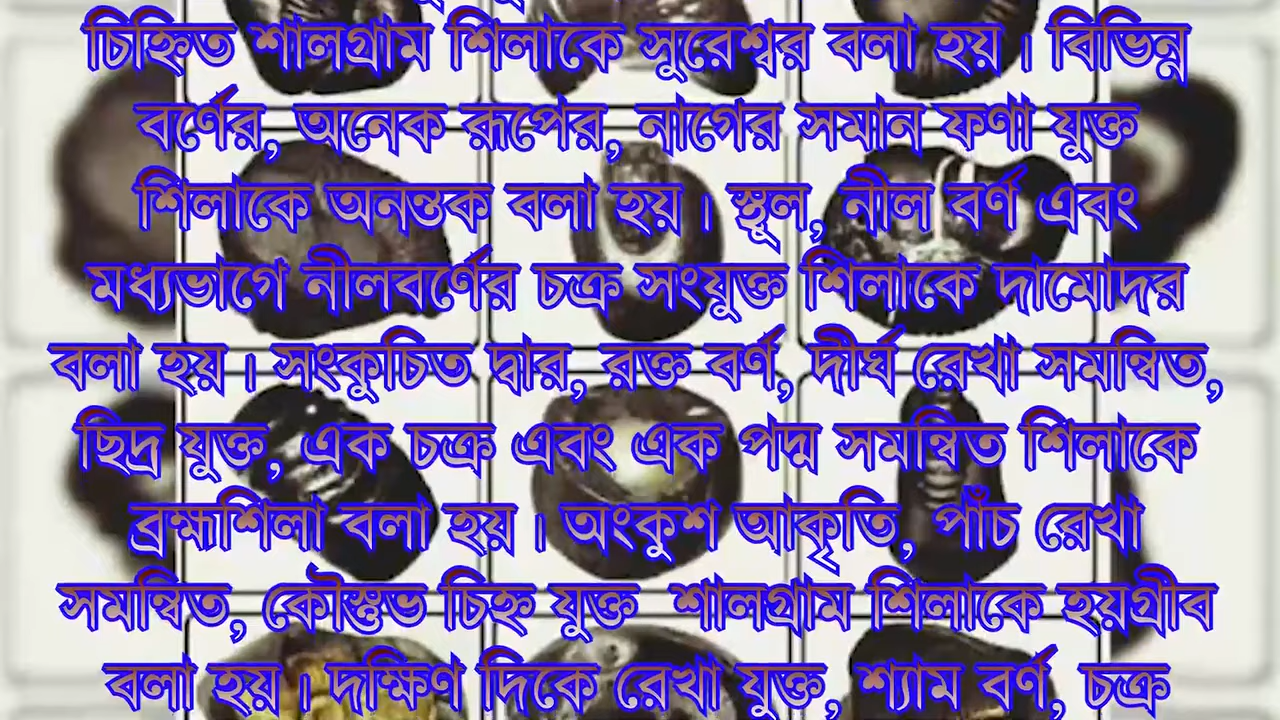 চিহ্নিত শালগ্রাম শিলাকে সুরেশ্বর বলা হয়। বিভিন্ন
বর্ণের, অনেক রূপের, নাগের সমান ফণা যুক্ত
শিলাকে অনন্তক বলা হয়। স্থূল, নীল বর্ণ এবং
মধ্যভাগে নীলবর্ণের চক্র সংযুক্ত শিলাকে দামোদর
বলা হয়। সংকুচিত দ্বার, রক্ত বর্ণ, দীর্ঘ রেখা সমন্বিত,
ছিদ্র যুক্ত, এক চক্র এবং এক পদ্ম সমন্বিত শিলাকে
ব্রহ্মশিলা বলা হয়। অংকুশ আকৃতি, পাঁচ রেখা
সমন্বিত, কৌস্তুভ চিহ্ন যুক্ত শালগ্রাম শিলাকে হয়গ্রীব
বলা হয়। দক্ষিণ দিকে রেখা যুক্ত, শ্যাম বর্ণ, চক্র